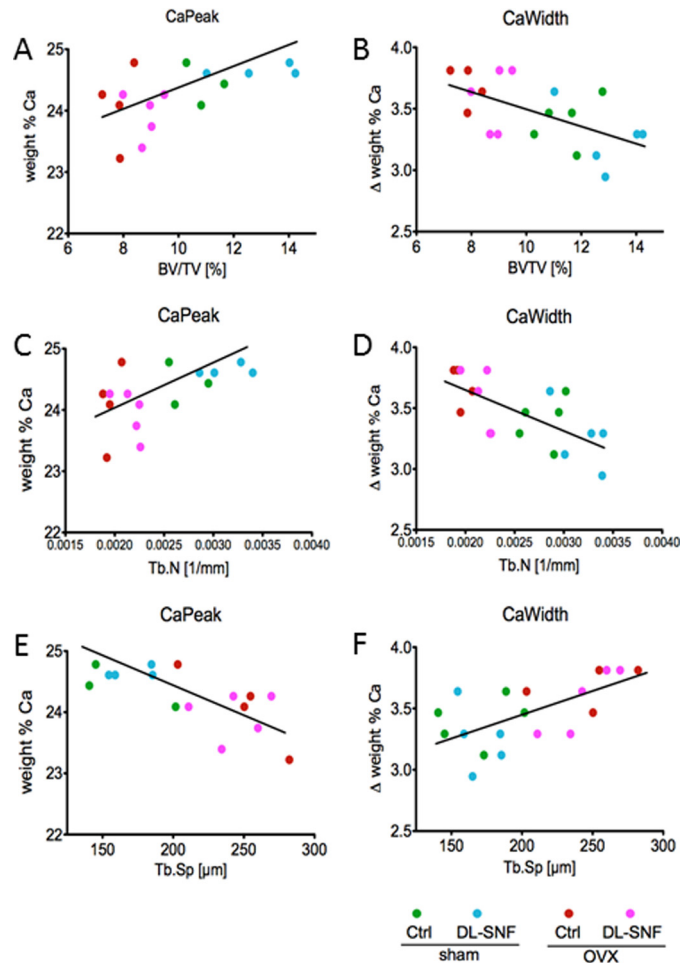 A
CaPeak
weight % Ca
25
24
23
22
6 8 10 12 14
BV/TV [%]
B
CaWidth
Δ weight % Ca
4.0
3.5
3.0
2.5
6 8 10 12 14
BVTV [%]
C
CaPeak
weight % Ca
25
24
23
22
0.0015 0.0020 0.0025 0.0030 0.0035 0.0040
Tb.N [1/mm]
D
CaWidth
Δ weight % Ca
4.0
3.5
3.0
2.5
0.0015 0.0020 0.0025 0.0030 0.0035 0.0040
Tb.N [1/mm]
E
CaPeak
weight % Ca
25
24
23
22
150 200 250 300
Tb.Sp [µm]
F
CaWidth
Δ weight % Ca
4.0
3.5
3.0
2.5
150 200 250 300
Tb.Sp [µm]
Ctrl DL-SNF Ctrl DL-SNF
sham OVX